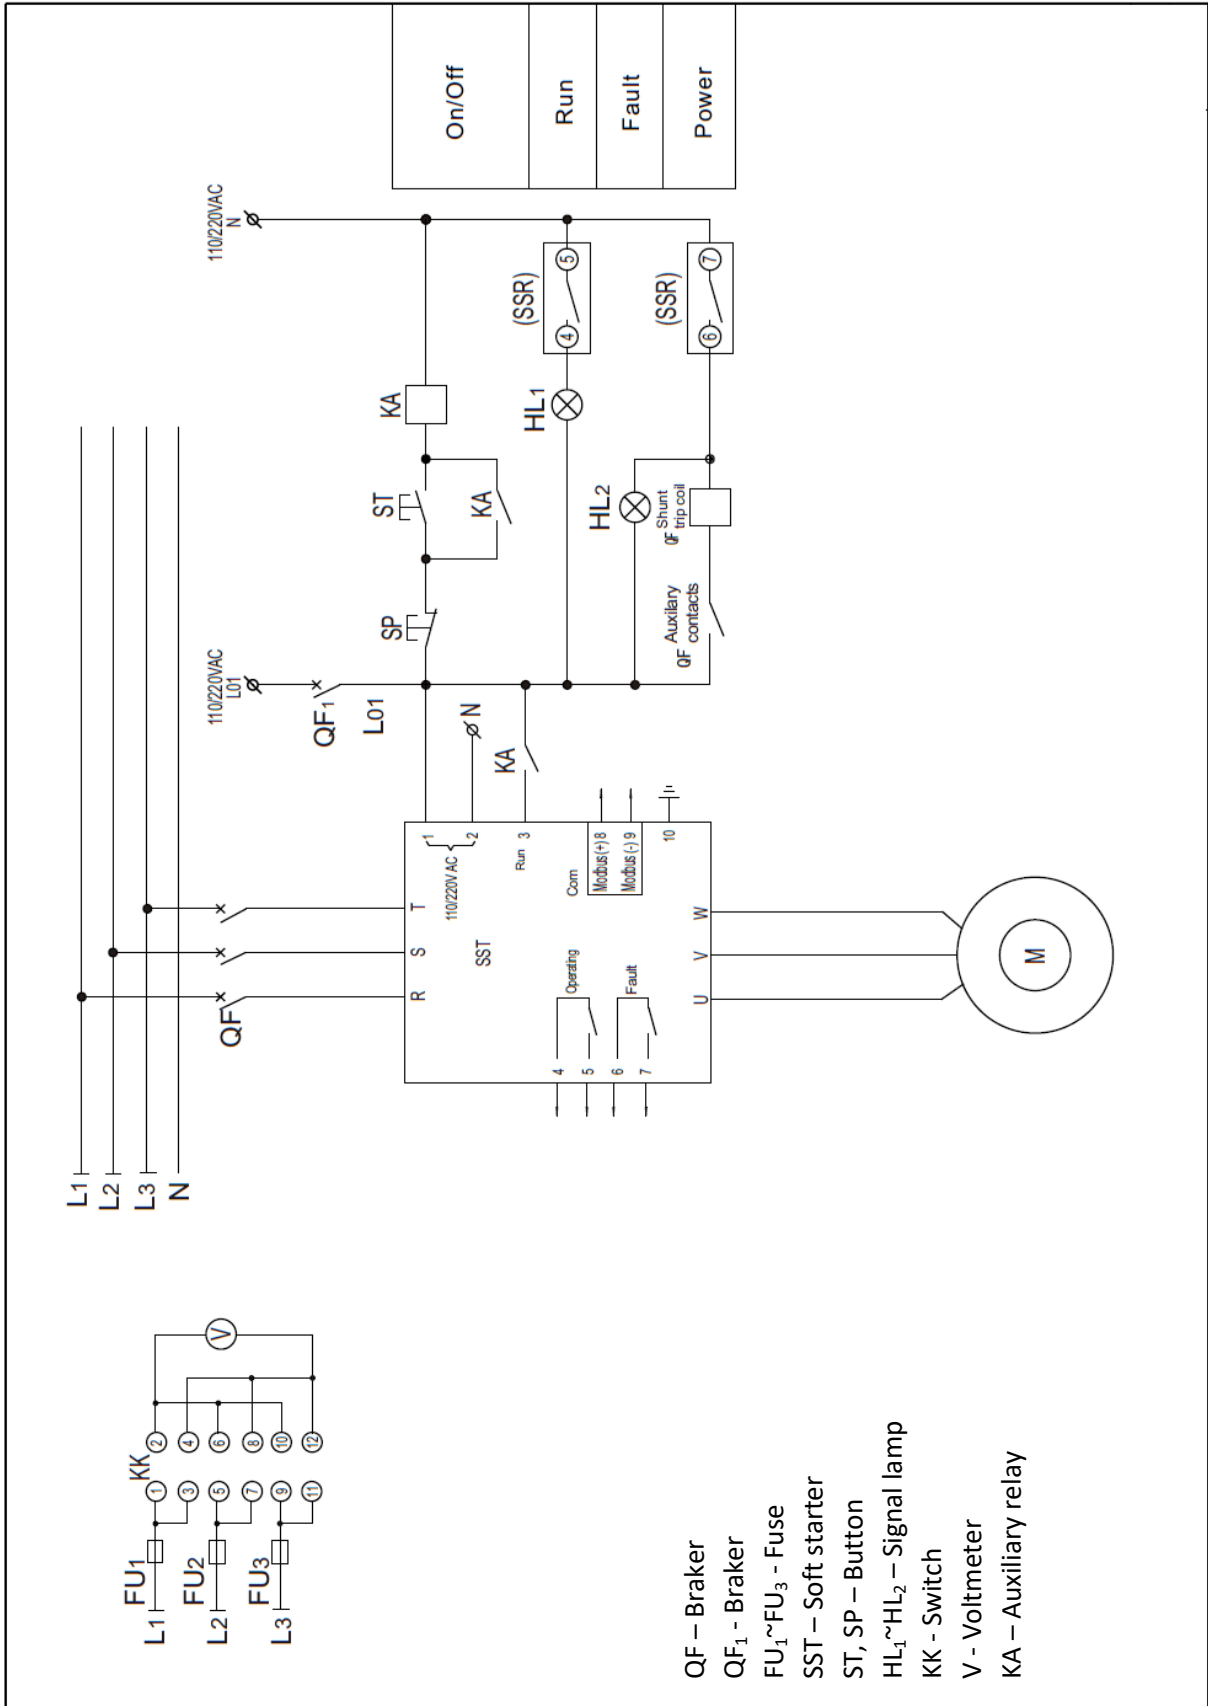 On/Off
Run
Fault
Power
110/220VAC
N
110/220VAC
L01
L1
L2
L3
N
QF
QF1
L01
SP
ST
KA
KA
HL1
(SSR)
4
5
HL2
QF Shunt
trip coil
QF Auxilary
contacts
(SSR)
6
7
N
KA
R
S
T
SST
110/220V AC
1
2
Run 3
Com
Modbus(+) 8
Modbus(-) 9
10
Operating
4
5
Fault
6
7
U
V
W
M
L1
FU1
L2
FU2
L3
FU3
KK
1
2
3
4
5
6
7
8
9
10
11
12
V
QF – Braker
QF₁ - Braker
FU₁~FU₃ - Fuse
SST – Soft starter
ST, SP – Button
HL₁~HL₂ – Signal lamp
KK - Switch
V - Voltmeter
KA – Auxiliary relay